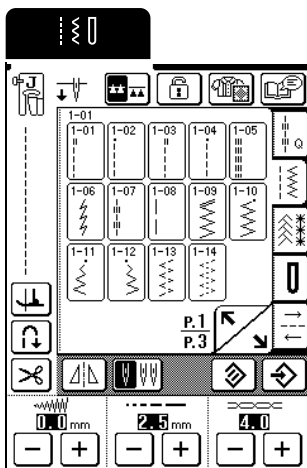 J
1-01
1-01 1-02 1-03 1-04 1-05
Q
1-06 1-07 1-08 1-09 1-10
1-11 1-12 1-13 1-14
P.1
P.3
0.0 mm 2.5 mm 4.0
− + − + − +